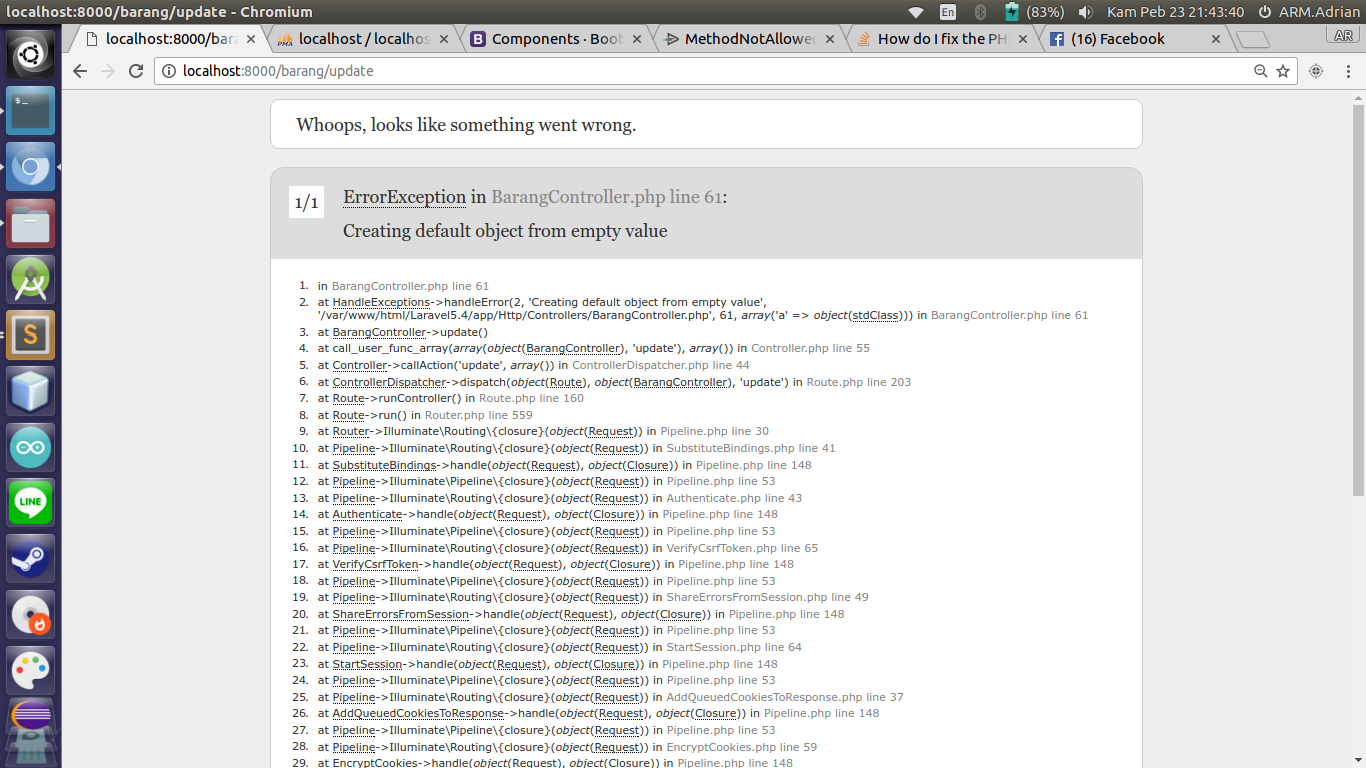 localhost:8000/barang/update - Chromium
En
(83%)
Kam Peb 23 21:43:40
ARM.Adrian
localhost:8000/bar
PMA
localhost / localhos
B
Components · Boot
MethodNotAllowe
How do I fix the PH
(16) Facebook
AR
localhost:8000/barang/update
Whoops, looks like something went wrong.
1/1
ErrorException in BarangController.php line 61:
Creating default object from empty value
1. in BarangController.php line 61
2. at HandleExceptions->handleError(2, 'Creating default object from empty value',
'/var/www/html/Laravel5.4/app/Http/Controllers/BarangController.php', 61, array('a' => object(stdClass))) in BarangController.php line 61
3. at BarangController->update()
4. at call_user_func_array(array(object(BarangController), 'update'), array()) in Controller.php line 55
5. at Controller->callAction('update', array()) in ControllerDispatcher.php line 44
6. at ControllerDispatcher->dispatch(object(Route), object(BarangController), 'update') in Route.php line 203
7. at Route->runController() in Route.php line 160
8. at Route->run() in Router.php line 559
9. at Router->Illuminate\Routing\{closure}(object(Request)) in Pipeline.php line 30
10. at Pipeline->Illuminate\Routing\{closure}(object(Request)) in SubstituteBindings.php line 41
11. at SubstituteBindings->handle(object(Request), object(Closure)) in Pipeline.php line 148
12. at Pipeline->Illuminate\Pipeline\{closure}(object(Request)) in Pipeline.php line 53
13. at Pipeline->Illuminate\Routing\{closure}(object(Request)) in Authenticate.php line 43
14. at Authenticate->handle(object(Request), object(Closure)) in Pipeline.php line 148
15. at Pipeline->Illuminate\Pipeline\{closure}(object(Request)) in Pipeline.php line 53
16. at Pipeline->Illuminate\Routing\{closure}(object(Request)) in VerifyCsrfToken.php line 65
17. at VerifyCsrfToken->handle(object(Request), object(Closure)) in Pipeline.php line 148
18. at Pipeline->Illuminate\Pipeline\{closure}(object(Request)) in Pipeline.php line 53
19. at Pipeline->Illuminate\Routing\{closure}(object(Request)) in ShareErrorsFromSession.php line 49
20. at ShareErrorsFromSession->handle(object(Request), object(Closure)) in Pipeline.php line 148
21. at Pipeline->Illuminate\Pipeline\{closure}(object(Request)) in Pipeline.php line 53
22. at Pipeline->Illuminate\Routing\{closure}(object(Request)) in StartSession.php line 64
23. at StartSession->handle(object(Request), object(Closure)) in Pipeline.php line 148
24. at Pipeline->Illuminate\Pipeline\{closure}(object(Request)) in Pipeline.php line 53
25. at Pipeline->Illuminate\Routing\{closure}(object(Request)) in AddQueuedCookiesToResponse.php line 37
26. at AddQueuedCookiesToResponse->handle(object(Request), object(Closure)) in Pipeline.php line 148
27. at Pipeline->Illuminate\Pipeline\{closure}(object(Request)) in Pipeline.php line 53
28. at Pipeline->Illuminate\Routing\{closure}(object(Request)) in EncryptCookies.php line 59
29. at EncryptCookies->handle(object(Request), object(Closure)) in Pipeline.php line 148
S
LINE